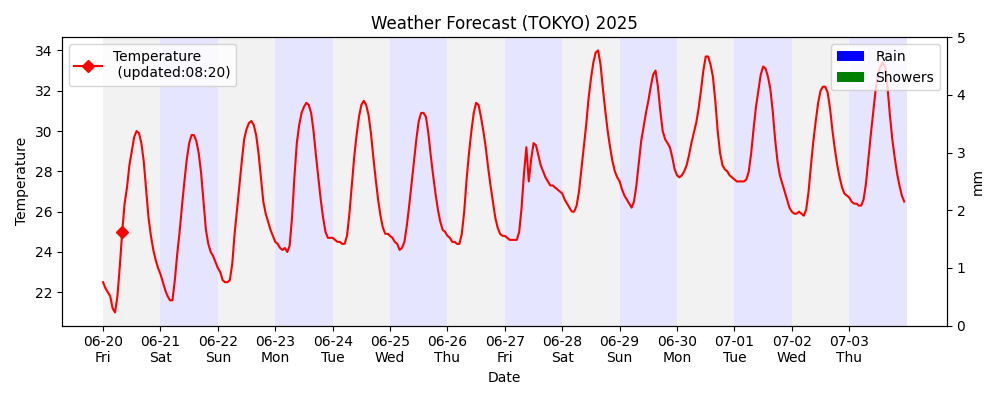 Weather Forecast (TOKYO) 2025
Temperature
(updated:08:20)
Rain
Showers
Temperature
34
32
30
28
26
24
22
5
4
3
2
1
0
mm
06-20 06-21 06-22 06-23 06-24 06-25 06-26 06-27 06-28 06-29 06-30 07-01 07-02 07-03
Fri Sat Sun Mon Tue Wed Thu Fri Sat Sun Mon Tue Wed Thu
Date